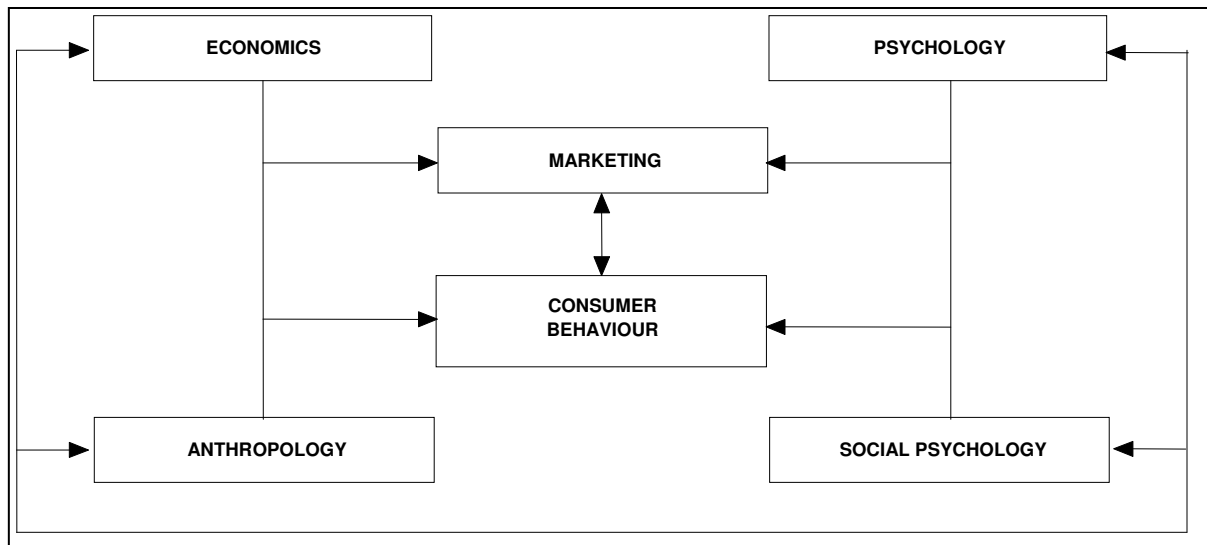 ECONOMICS
PSYCHOLOGY
MARKETING
CONSUMER
BEHAVIOUR
ANTHROPOLOGY
SOCIAL PSYCHOLOGY